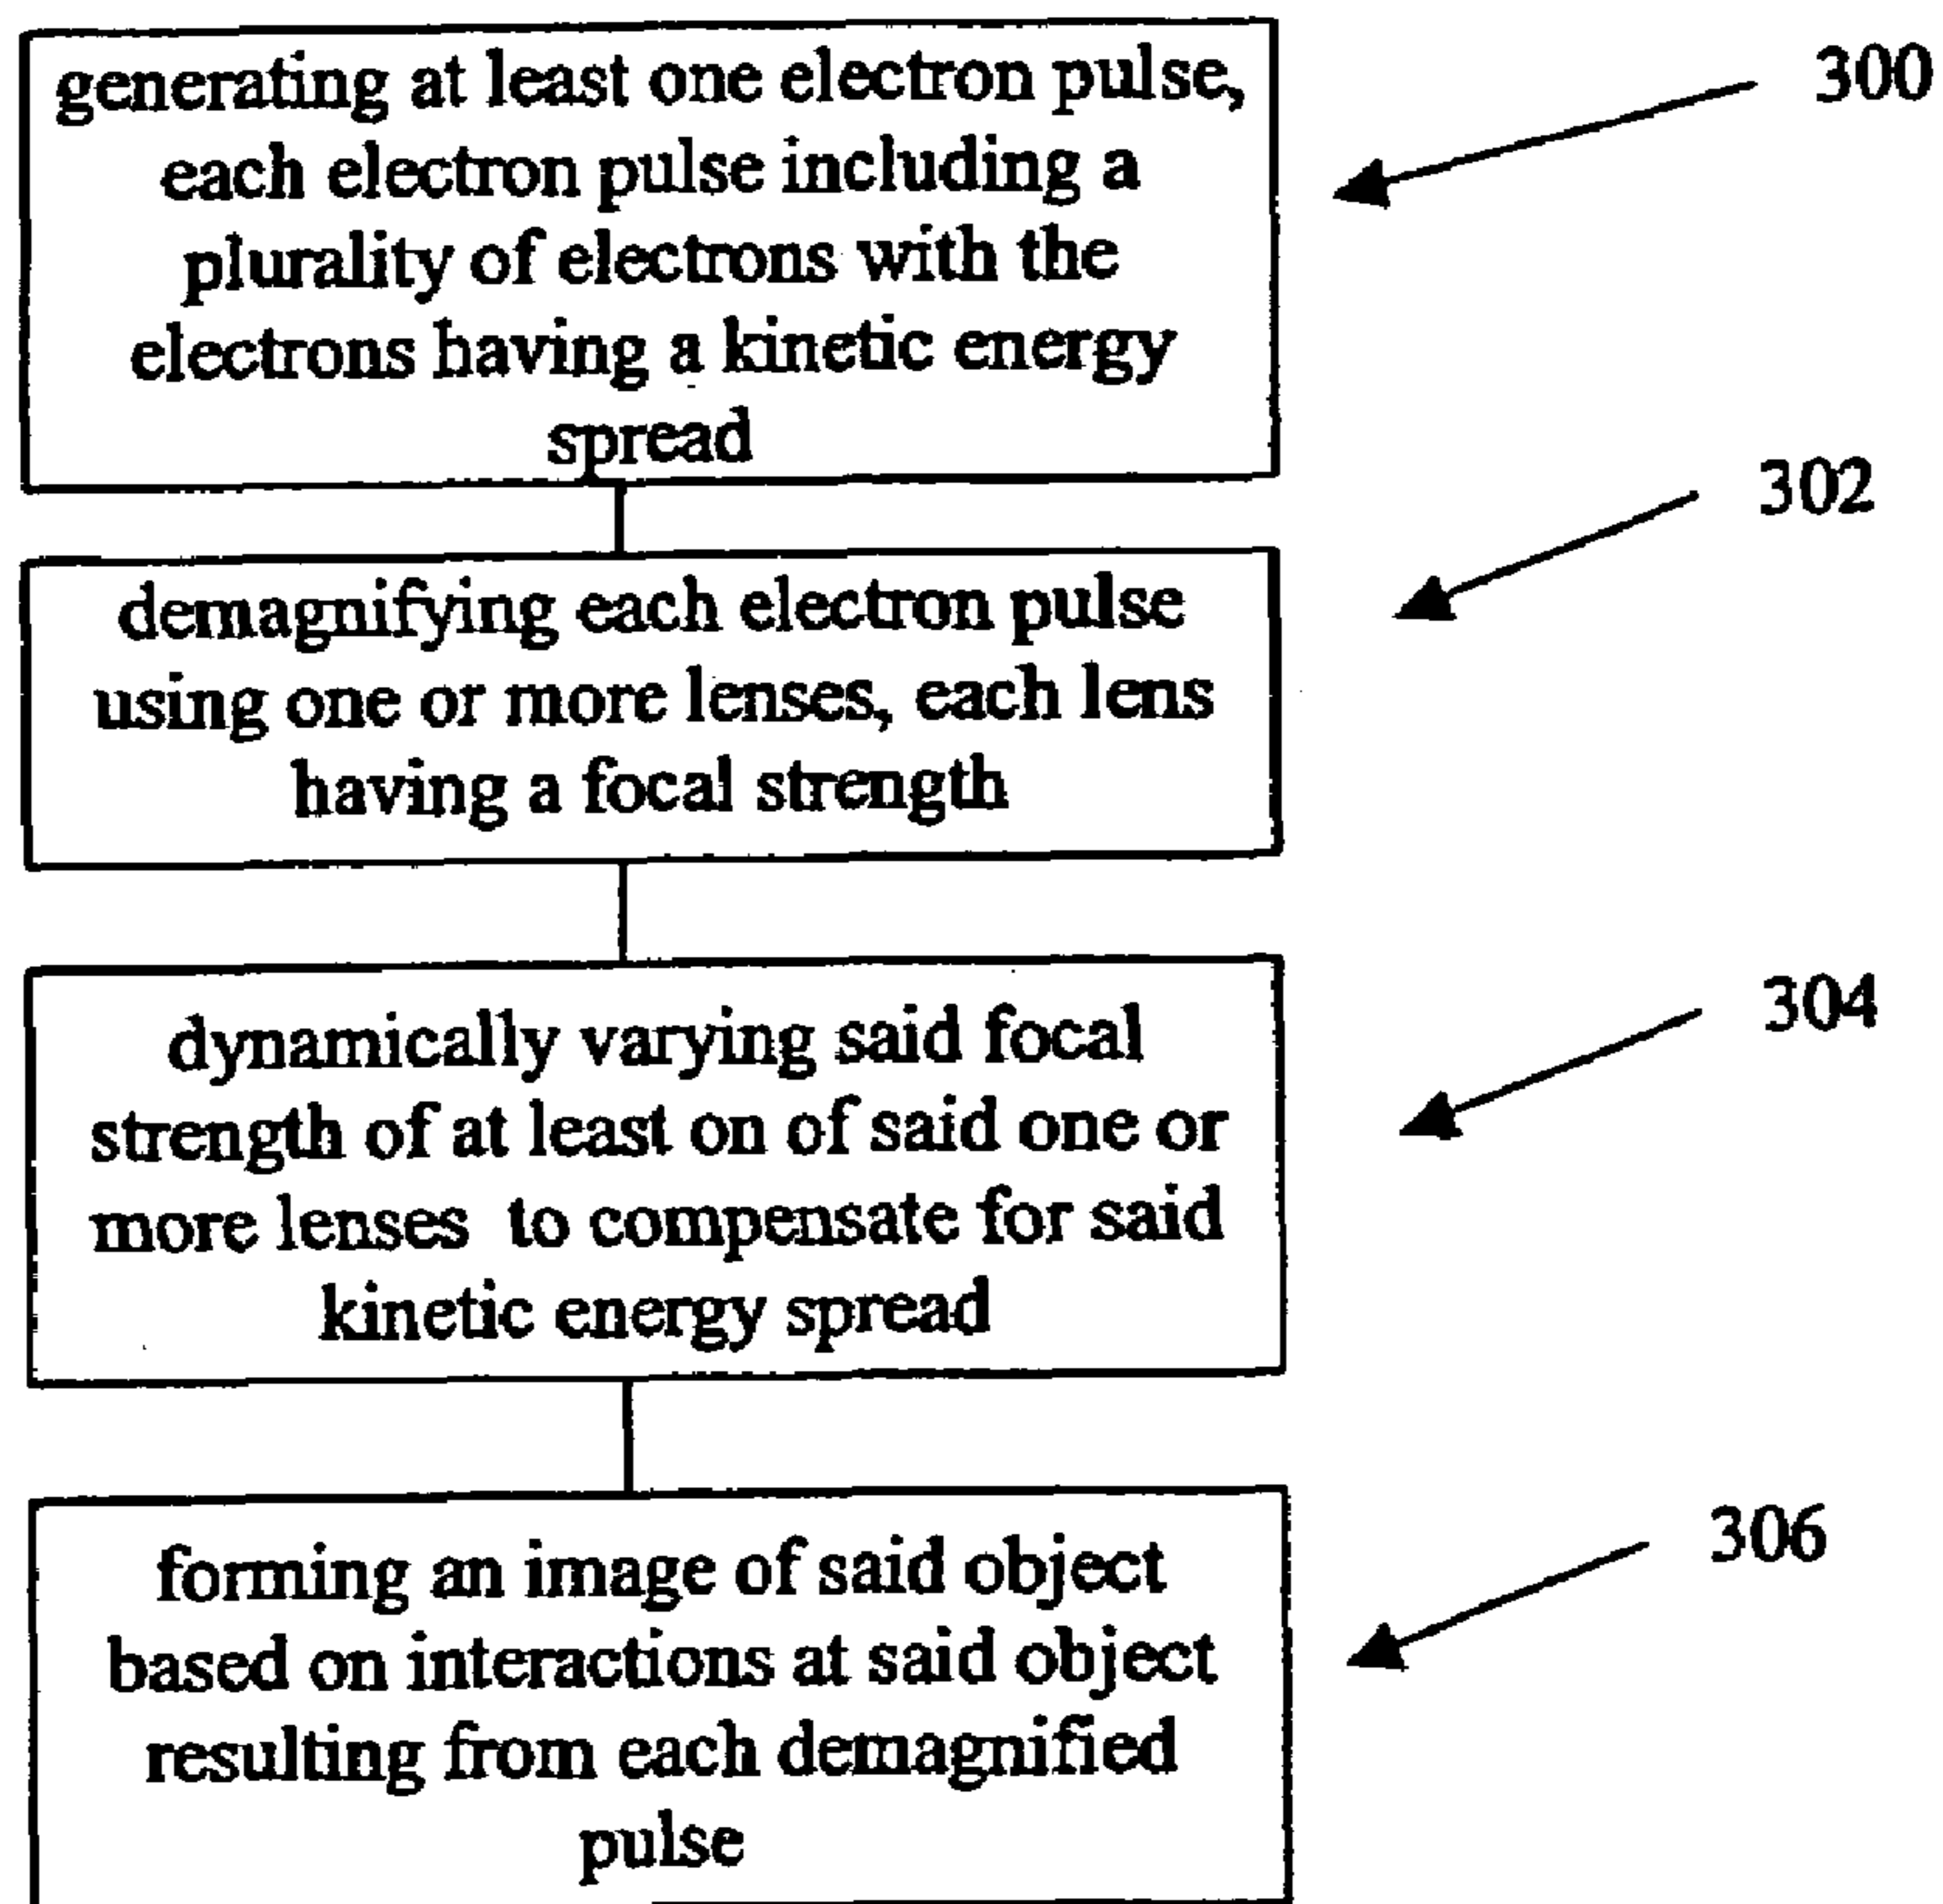 generating at least one electron pulse,
each electron pulse including a
plurality of electrons with the
electrons having a kinetic energy
spread
300
demagnifying each electron pulse
using one or more lenses, each lens
having a focal strength
302
dynamically varying said focal
strength of at least on of said one or
more lenses to compensate for said
kinetic energy spread
304
forming an image of said object
based on interactions at said object
resulting from each demagnified
pulse
306